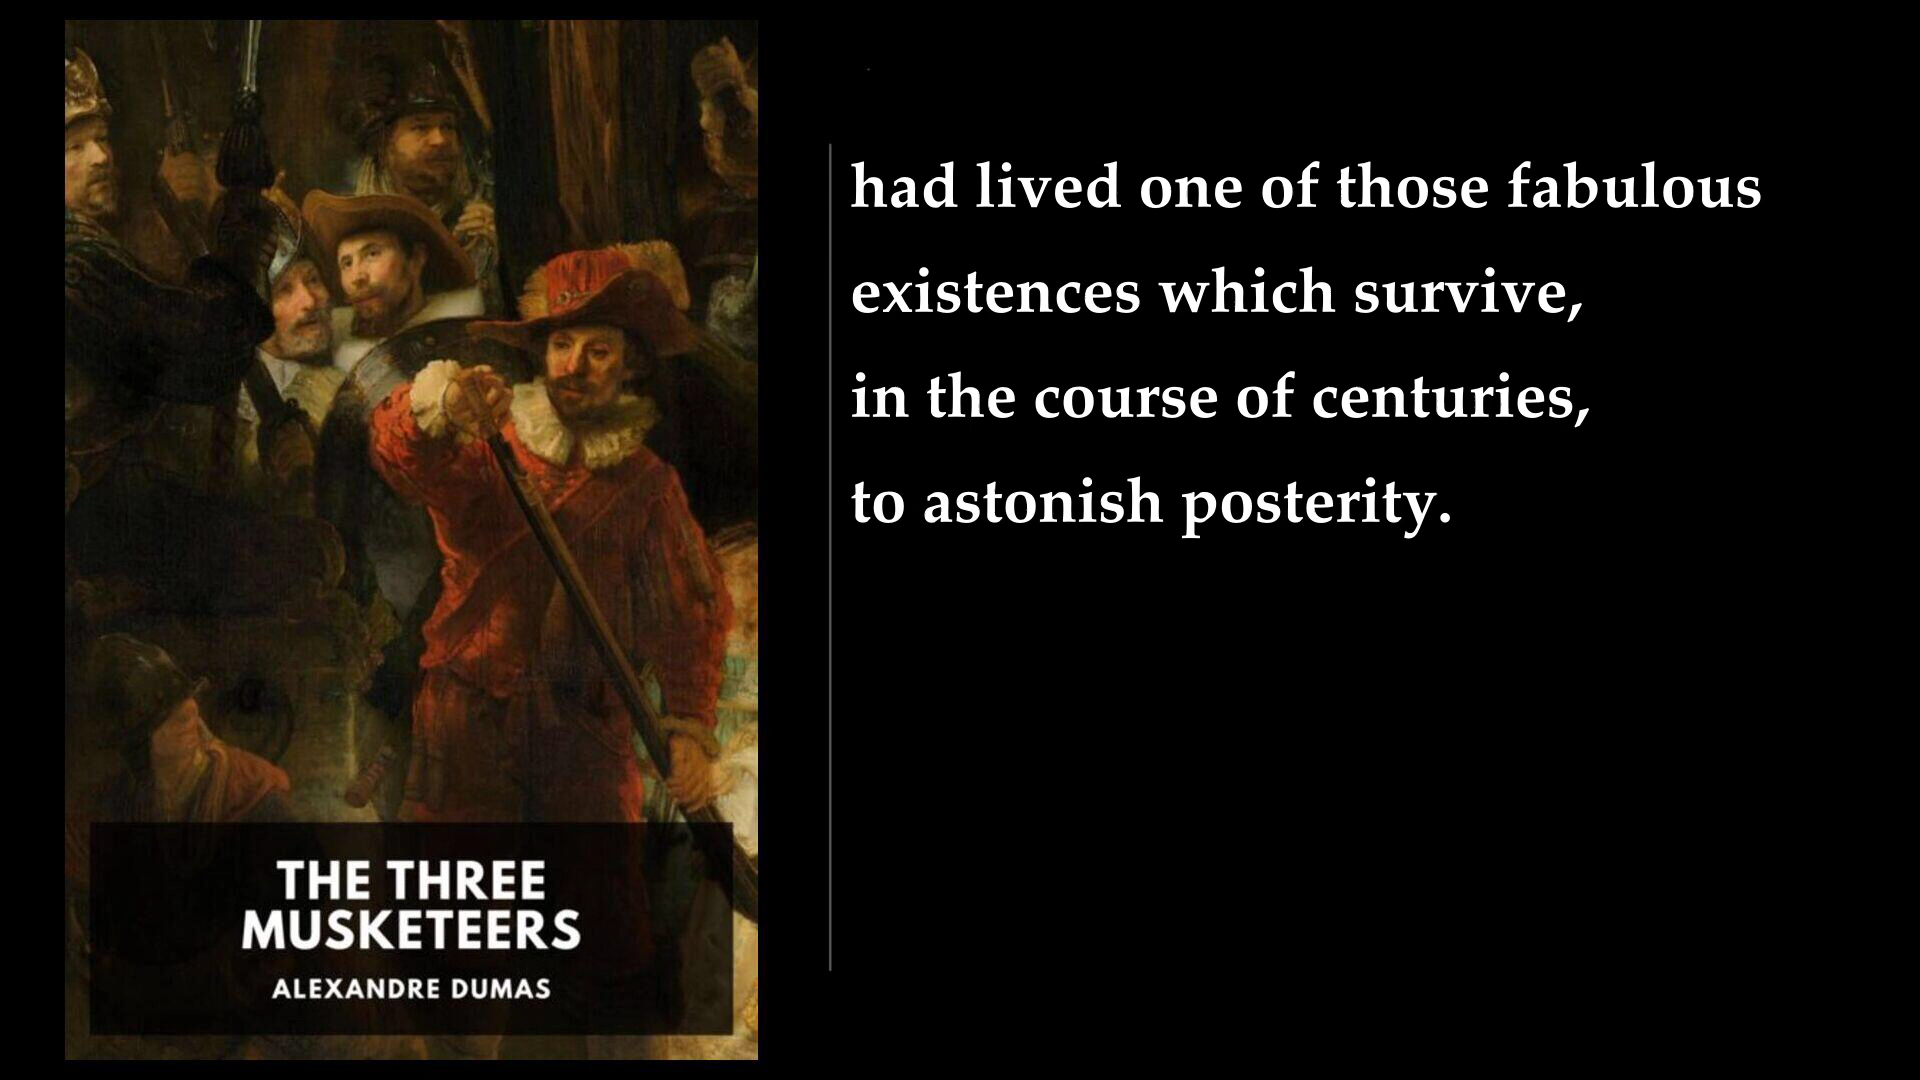 had lived one of those fabulous
existences which survive,
in the course of centuries,
to astonish posterity.
THE THREE
MUSKETEERS
ALEXANDRE DUMAS